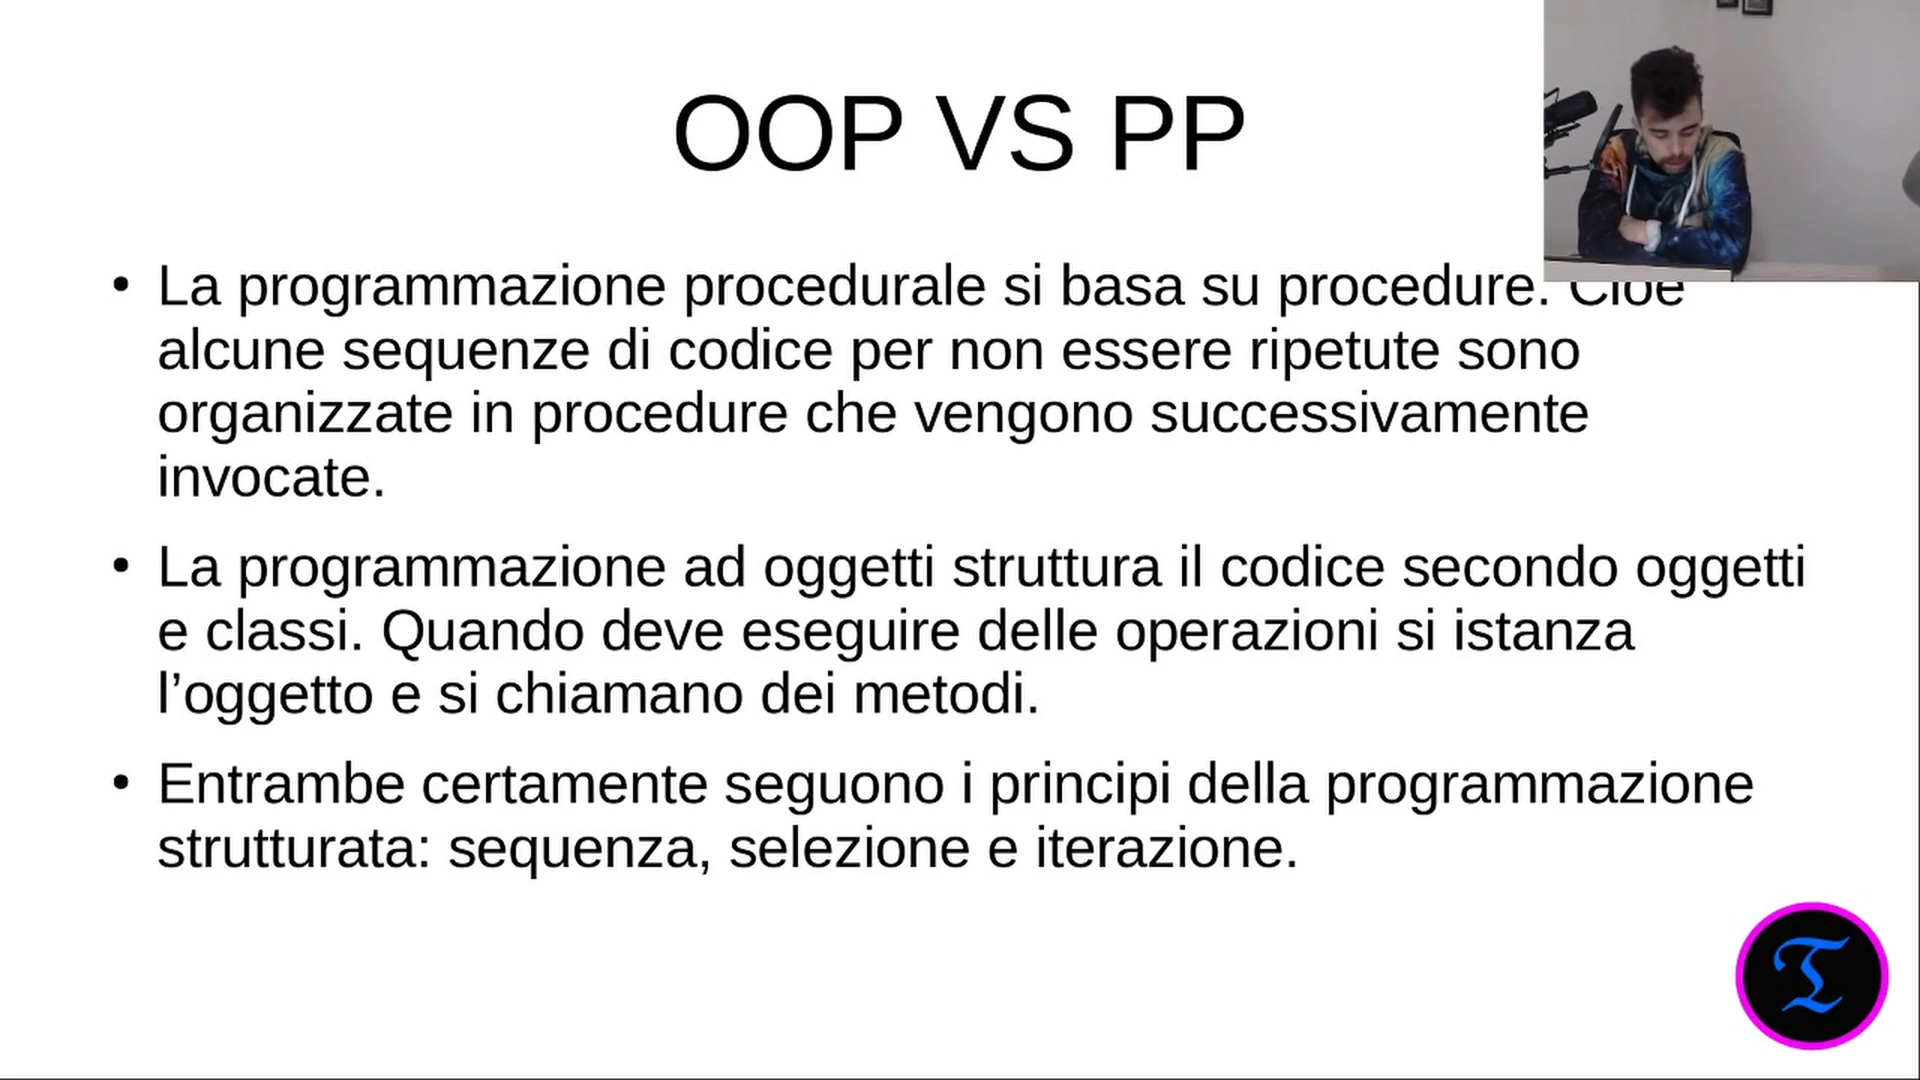 OOP VS PP
• La programmazione procedurale si basa su procedure. Cioè
alcune sequenze di codice per non essere ripetute sono
organizzate in procedure che vengono successivamente
invocate.
• La programmazione ad oggetti struttura il codice secondo oggetti
e classi. Quando deve eseguire delle operazioni si istanza
l’oggetto e si chiamano dei metodi.
• Entrambe certamente seguono i principi della programmazione
strutturata: sequenza, selezione e iterazione.